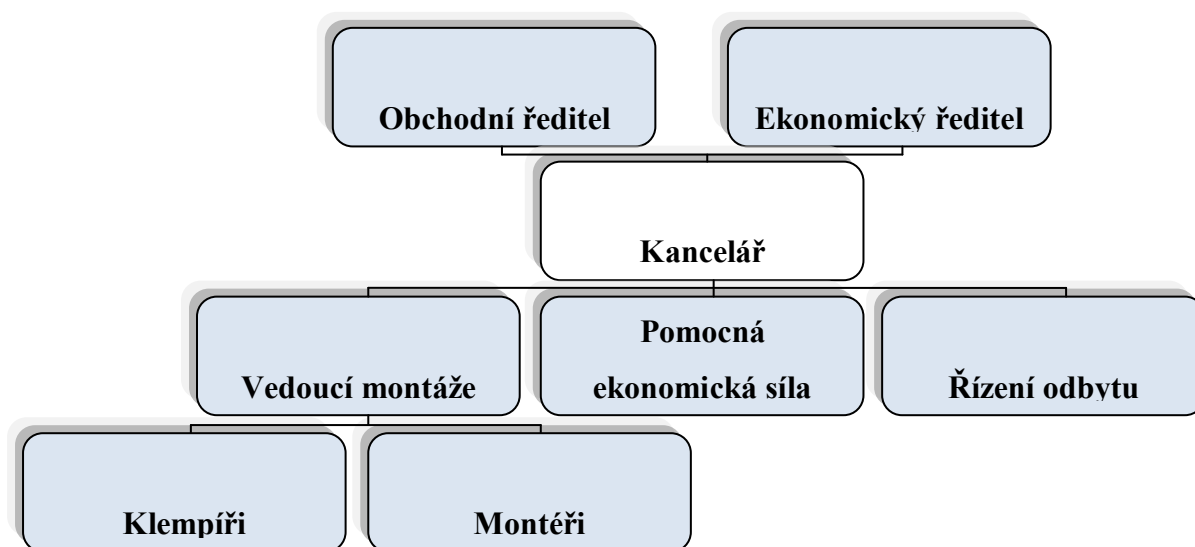 Obchodní ředitel
Ekonomický ředitel
Kancelář
Vedoucí montáže
Pomocná
ekonomická síla
Řízení odbytu
Klempíři
Montéři